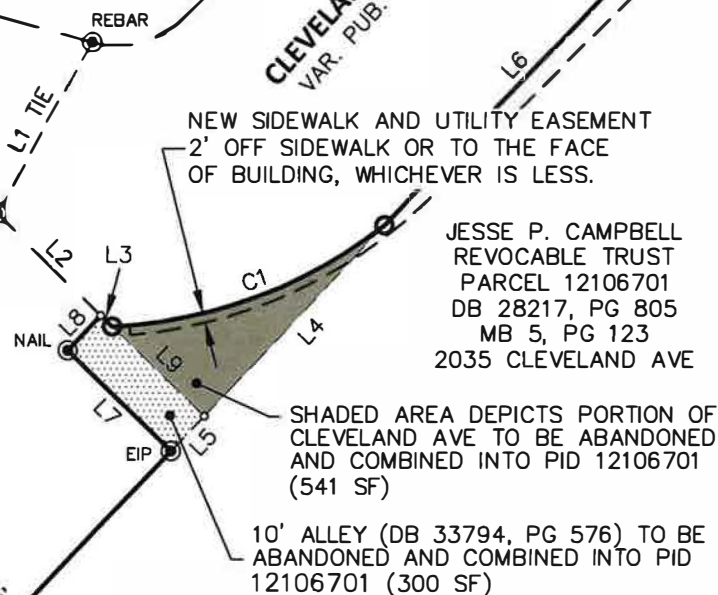 REBAR
CLEVELA
VAR. PUB.
L6
L1 TIE
NEW SIDEWALK AND UTILITY EASEMENT
2' OFF SIDEWALK OR TO THE FACE
OF BUILDING, WHICHEVER IS LESS.
L2
L3
C1
JESSE P. CAMPBELL
REVOCABLE TRUST
PARCEL 12106701
DB 28217, PG 805
MB 5, PG 123
2035 CLEVELAND AVE
L8
NAIL
L4
L9
L7
L5
EIP
SHADED AREA DEPICTS PORTION OF
CLEVELAND AVE TO BE ABANDONED
AND COMBINED INTO PID 12106701
(541 SF)
10' ALLEY (DB 33794, PG 576) TO BE
ABANDONED AND COMBINED INTO PID
12106701 (300 SF)